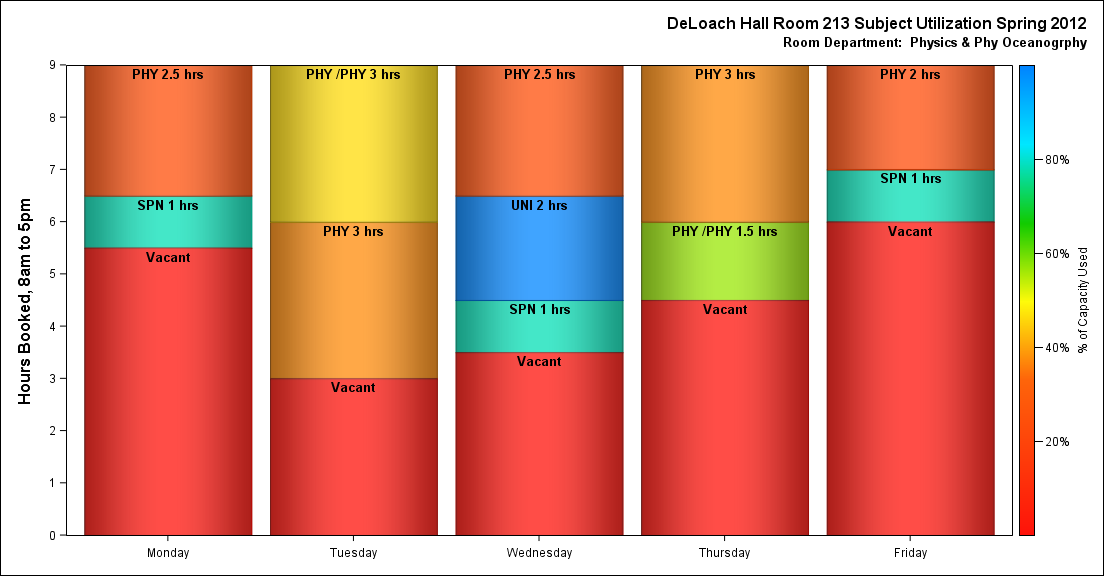 DeLoach Hall Room 213 Subject Utilization Spring 2012
Room Department:  Physics & Phy Oceanogrphy
Hours Booked, 8am to 5pm
9
8
7
6
5
4
3
2
1
0
PHY 2.5 hrs
SPN 1 hrs
Vacant
PHY /PHY 3 hrs
PHY 3 hrs
Vacant
PHY 2.5 hrs
UNI 2 hrs
SPN 1 hrs
Vacant
PHY 3 hrs
PHY /PHY 1.5 hrs
Vacant
PHY 2 hrs
SPN 1 hrs
Vacant
Monday
Tuesday
Wednesday
Thursday
Friday
80%
60%
40%
20%
% of Capacity Used